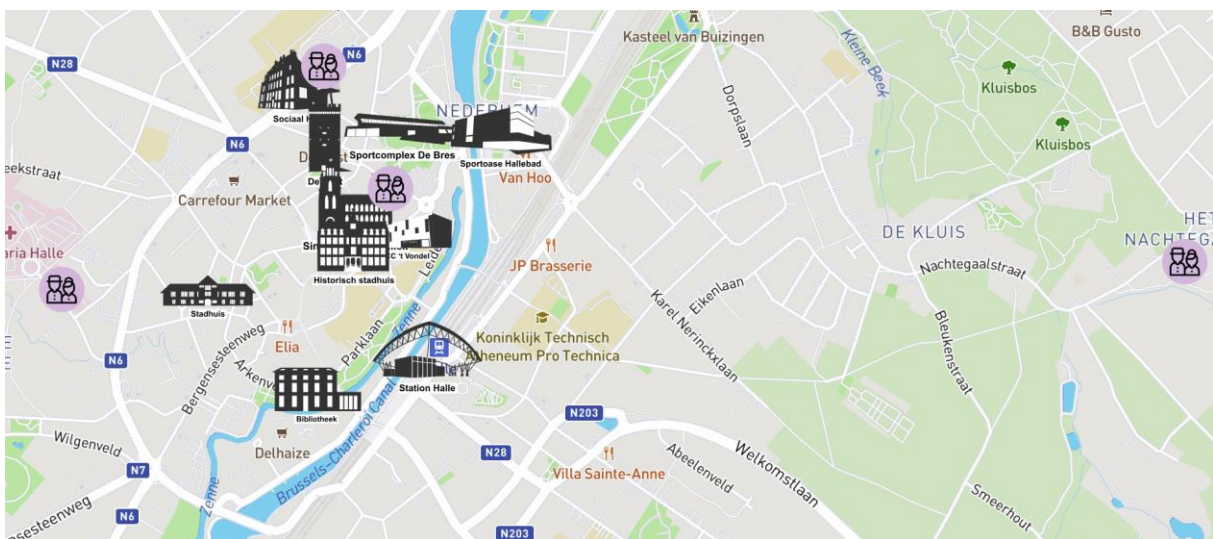 N6
N28
Kasteel van Buizingen
B&B Gusto
Kleine Beek
Kluisbos
Dorpslaan
Sociaal
NEDERHEM
Kluisbos
N6
Sportcomplex De Bres
Sportoase Hallebad
Van Hoo
Carrefour Market
DE KLUIS
HET
NACHTEGA
aria Halle
't Vondel
JP Brasserie
Nachtegaalstraat
Historisch stadhuis
Stadhuis
Eikenlaan
Karel Nerinckxlaan
Bleukenstraat
Zenne
Parklaan
Elia
Koninklijk Technisch
theneum Pro Technica
N6
Bergensesteenweg
Station Halle
Bibliotheek
N203
Wilgenveld
Delhaize
N28
Welkomstlaan
Brussels–Charleroi Canal
Villa Sainte-Anne
Abeelenveld
N7
Smeerhout
Zenne
N6
N203